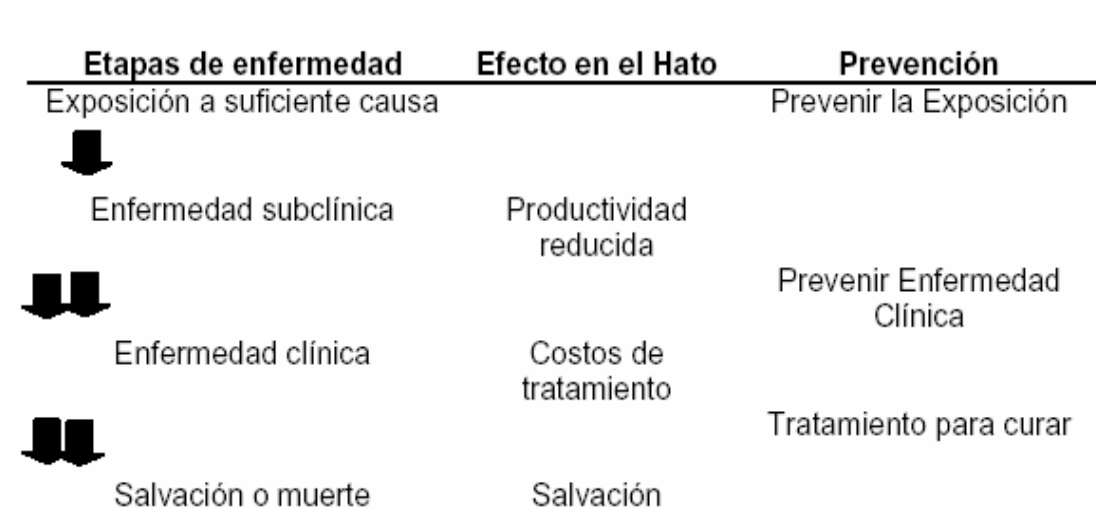 Etapas de enfermedad Efecto en el Hato Prevención
Exposición a suficiente causa Prevenir la Exposición
Enfermedad subclínica Productividad
reducida
Prevenir Enfermedad
Clínica
Enfermedad clínica Costos de
tratamiento
Tratamiento para curar
Salvación o muerte Salvación